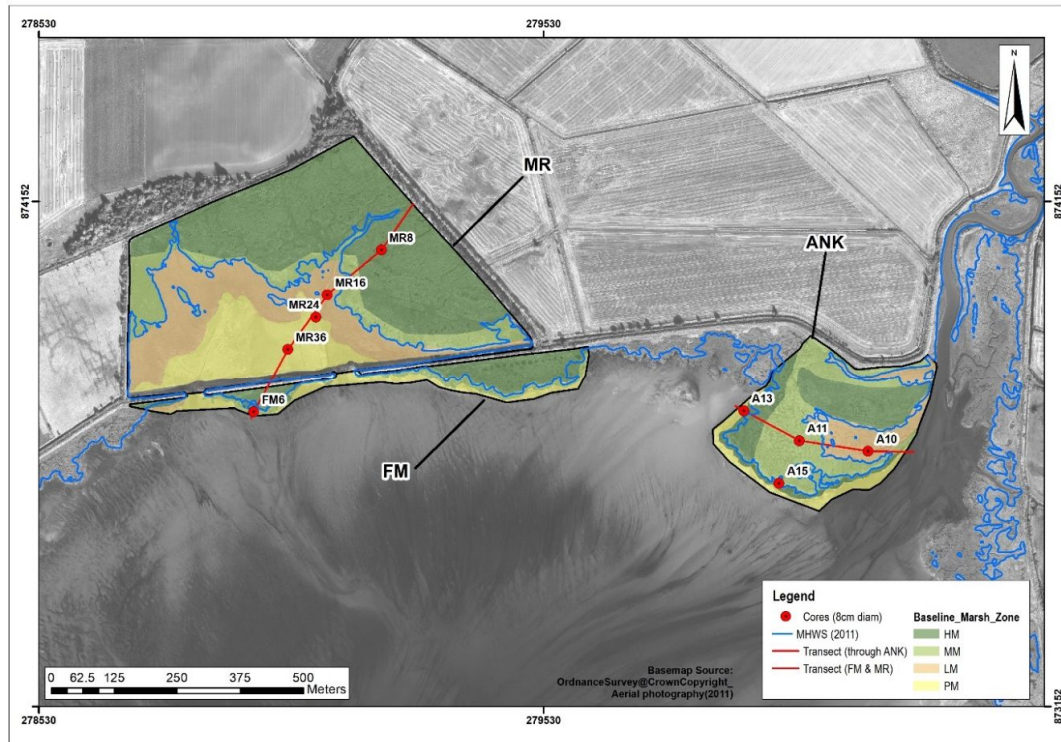 278530
279530
N
874152
874152
MR
MR8
ANK
MR16
MR24
MR36
FM6
A13
A11
A10
FM
A15
Legend
Cores (8cm diam)
MHWS (2011)
Transect (through ANK)
Transect (FM & MR)
Baseline_Marsh_Zone
HM
MM
LM
PM
0 62.5 125 250 375 500
Meters
Basemap Source:
OrdnanceSurvey@CrownCopyright_
Aerial photography(2011)
278530
279530
873152